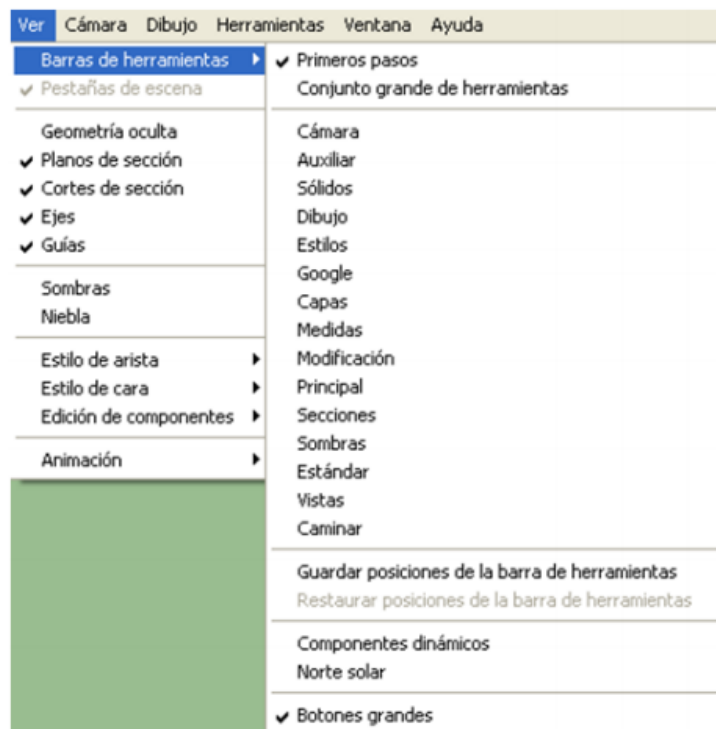 Ver Cámara Dibujo Herramientas Ventana Ayuda
Barras de herramientas
Pestañas de escena
Geometría oculta
Planos de sección
Cortes de sección
Ejes
Guías
Sombras
Niebla
Estilo de arista
Estilo de cara
Edición de componentes
Animación
Primeros pasos
Conjunto grande de herramientas
Cámara
Auxiliar
Sólidos
Dibujo
Estilos
Google
Capas
Medidas
Modificación
Principal
Secciones
Sombras
Estándar
Vistas
Caminar
Guardar posiciones de la barra de herramientas
Restaurar posiciones de la barra de herramientas
Componentes dinámicos
Norte solar
Botones grandes